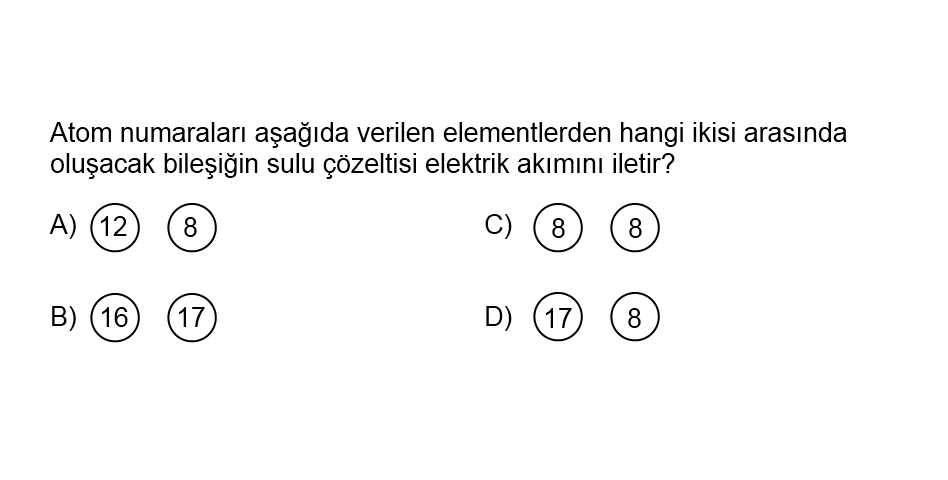 Atom numaraları aşağıda verilen elementlerden hangi ikisi arasında
oluşacak bileşiğin sulu çözeltisi elektrik akımını iletir?
A) 12 8
C) 8 8
B) 16 17
D) 17 8